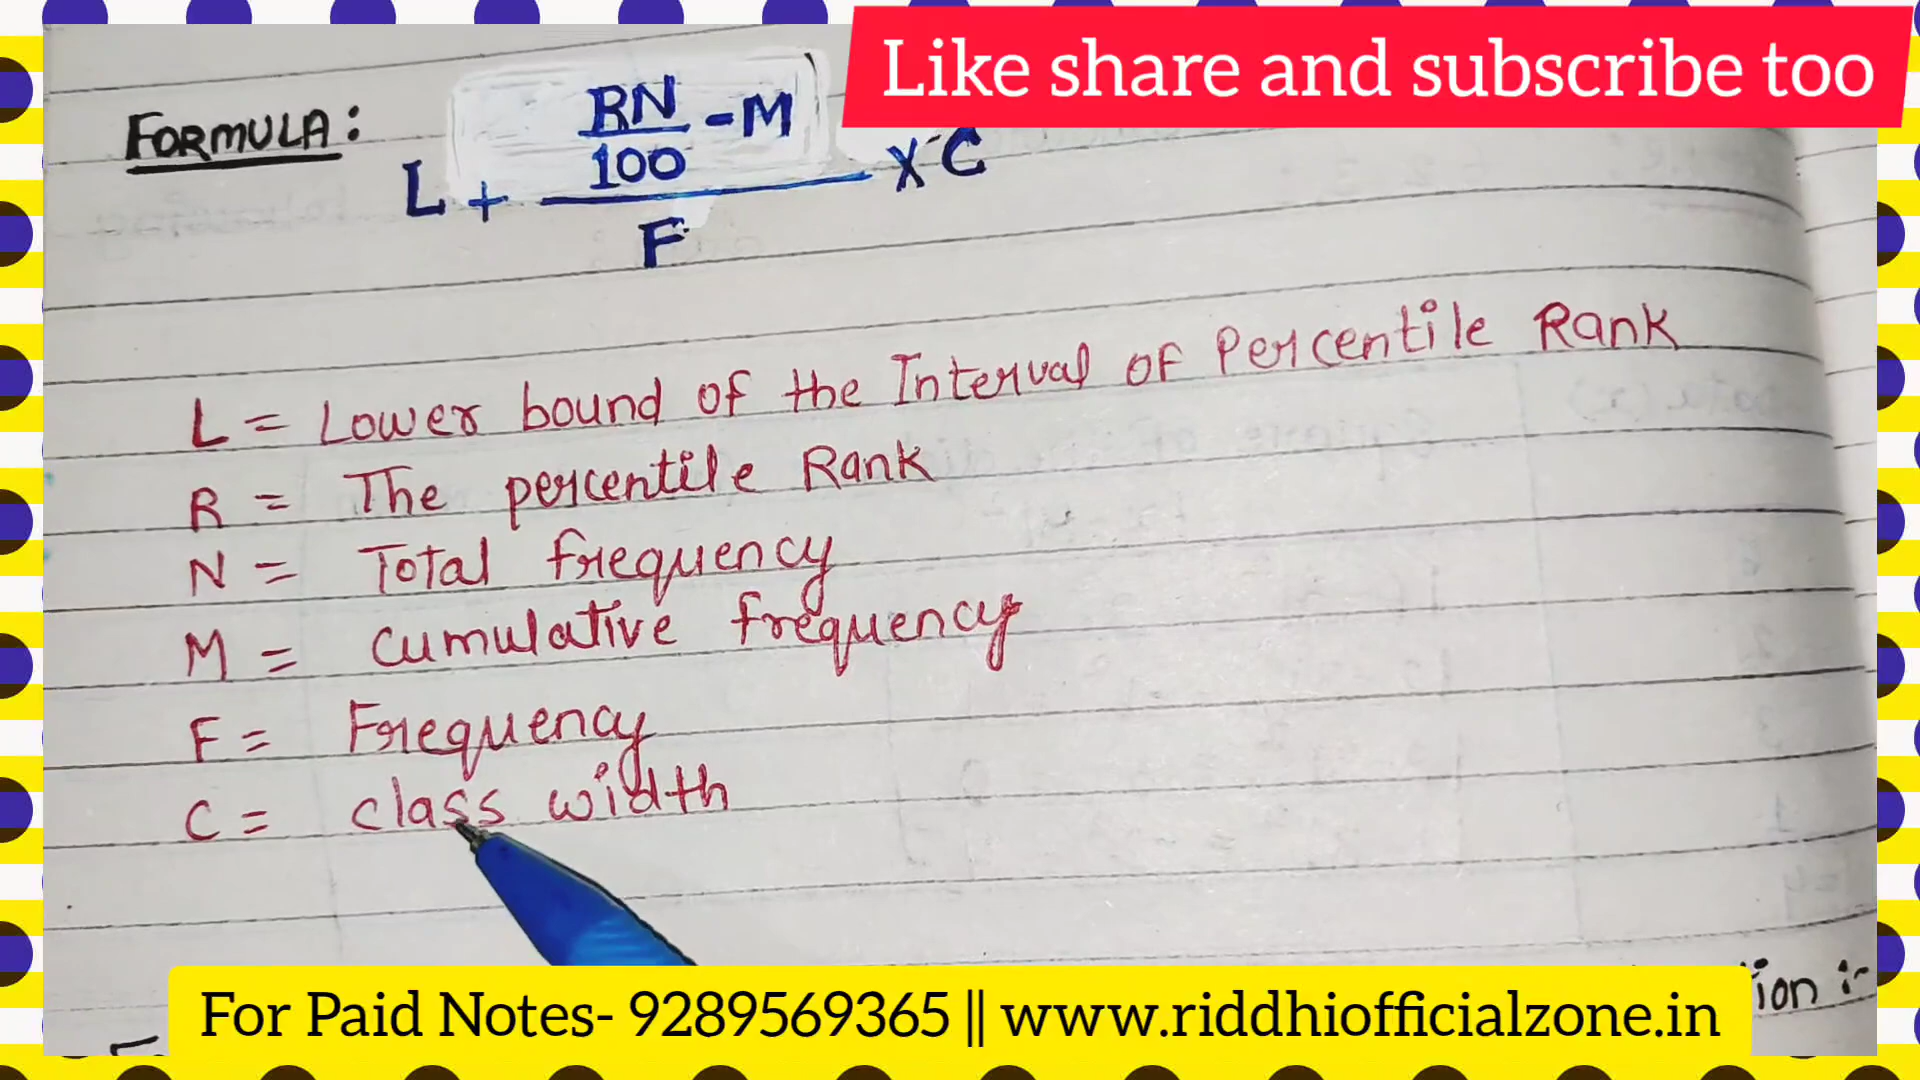 Like share and subscribe too
FORMULA:
L + (RN/100 - M)/F X C
L = Lower bound of the Interval of Percentile Rank
R = The percentile Rank
N = Total frequency
M = cumulative frequency
F = Frequency
C = class width
ion :-
For Paid Notes- 9289569365 || www.riddhiofficialzone.in